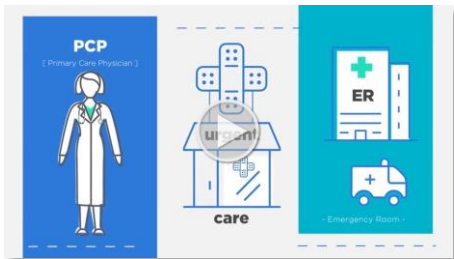 PCP
[ Primary Care Physician ]
urgent
care
ER
- Emergency Room -